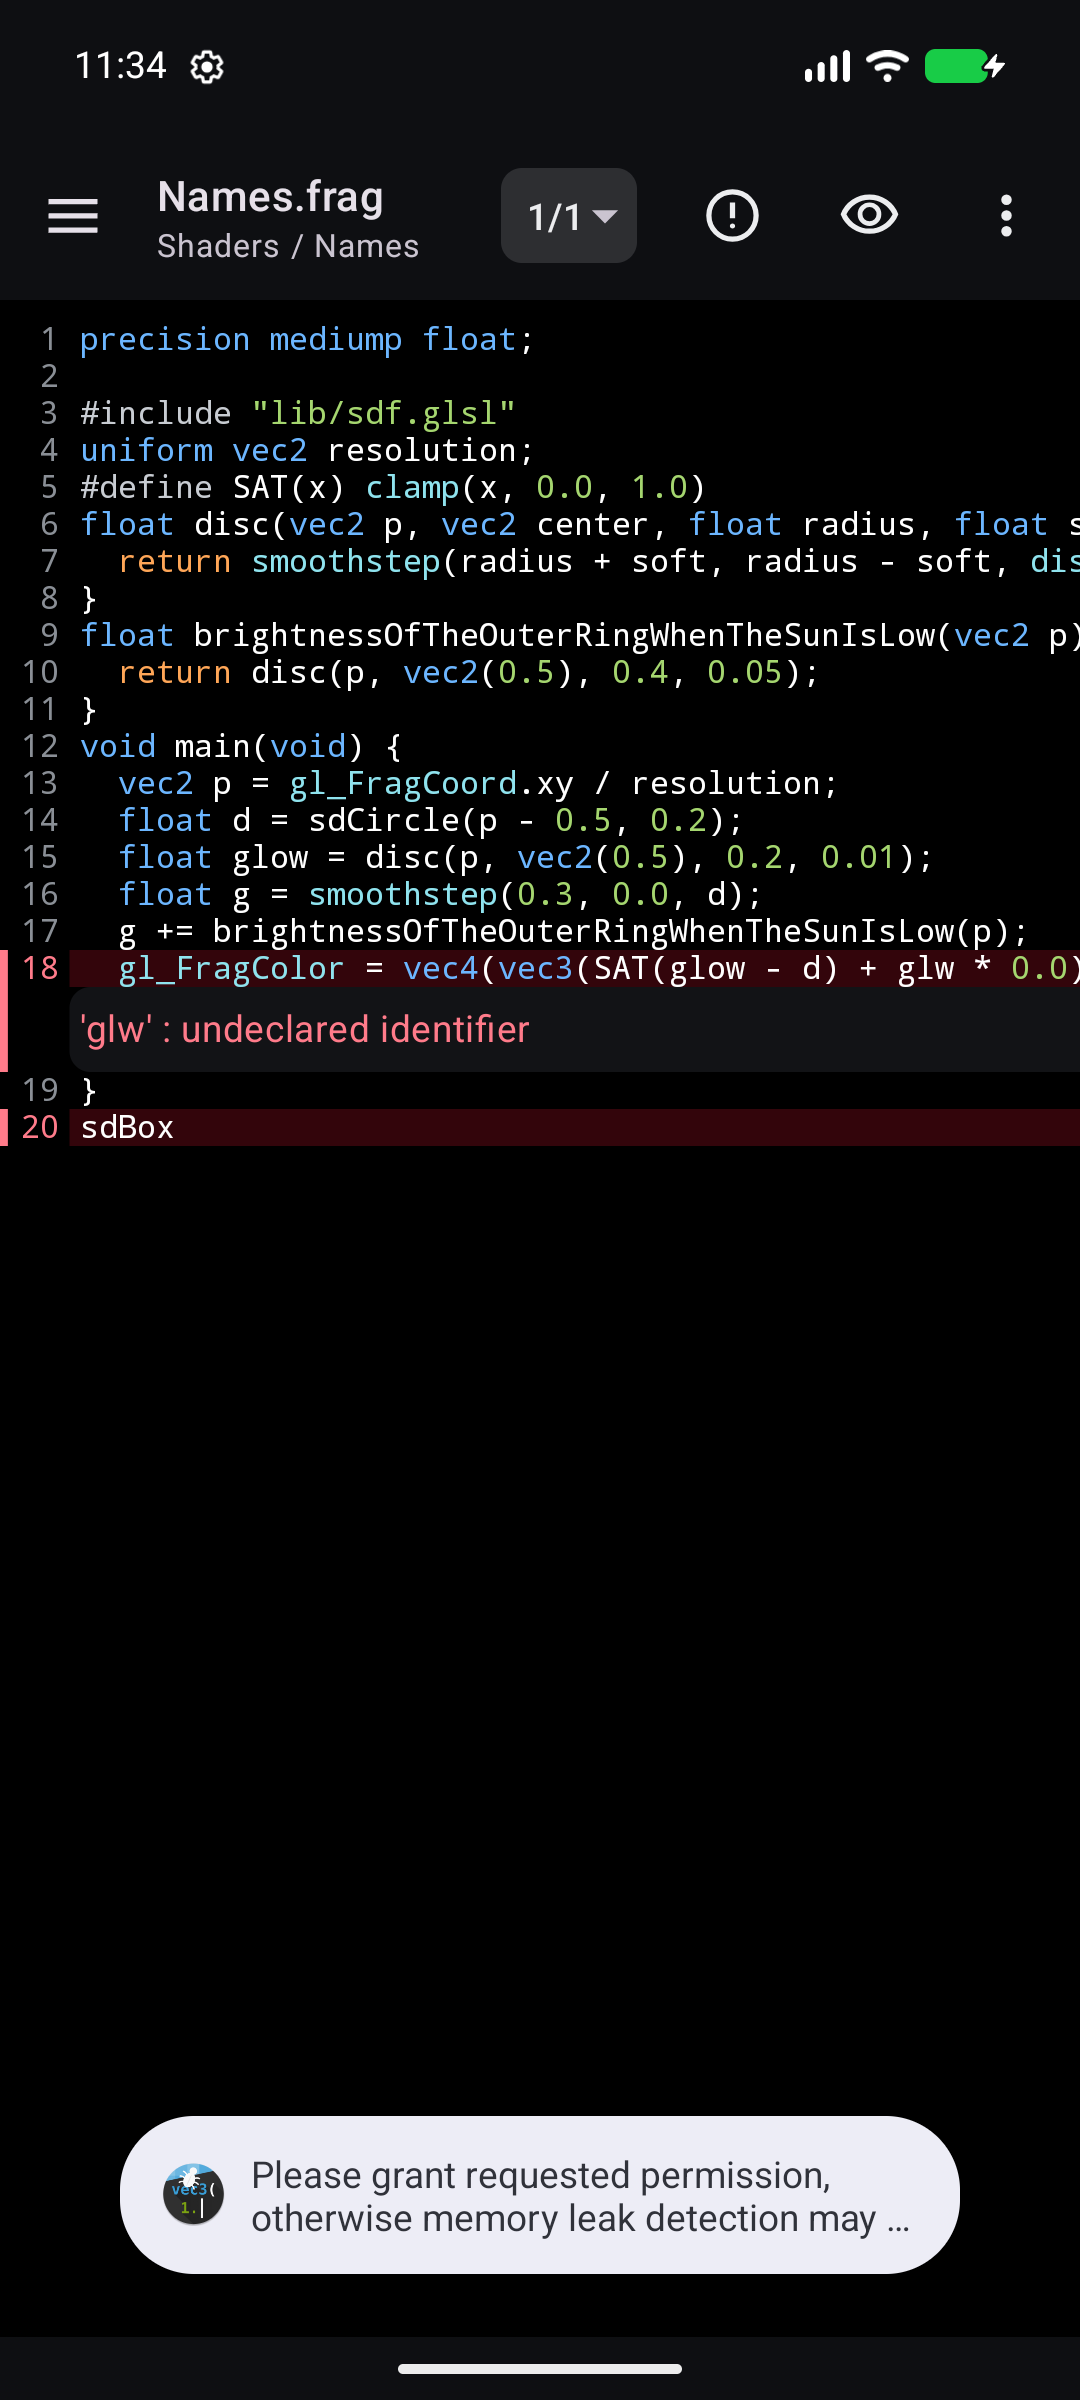 11:34
Names.frag
Shaders / Names
1/1
1 precision mediump float;
2
3 #include "lib/sdf.glsl"
4 uniform vec2 resolution;
5 #define SAT(x) clamp(x, 0.0, 1.0)
6 float disc(vec2 p, vec2 center, float radius, float s
7   return smoothstep(radius + soft, radius - soft, dis
8 }
9 float brightnessOfTheOuterRingWhenTheSunIsLow(vec2 p)
10   return disc(p, vec2(0.5), 0.4, 0.05);
11 }
12 void main(void) {
13   vec2 p = gl_FragCoord.xy / resolution;
14   float d = sdCircle(p - 0.5, 0.2);
15   float glow = disc(p, vec2(0.5), 0.2, 0.01);
16   float g = smoothstep(0.3, 0.0, d);
17   g += brightnessOfTheOuterRingWhenTheSunIsLow(p);
18   gl_FragColor = vec4(vec3(SAT(glow - d) + glw * 0.0)
'glw' : undeclared identifier
19 }
20 sdBox
vec3(
1.
Please grant requested permission,
otherwise memory leak detection may ...